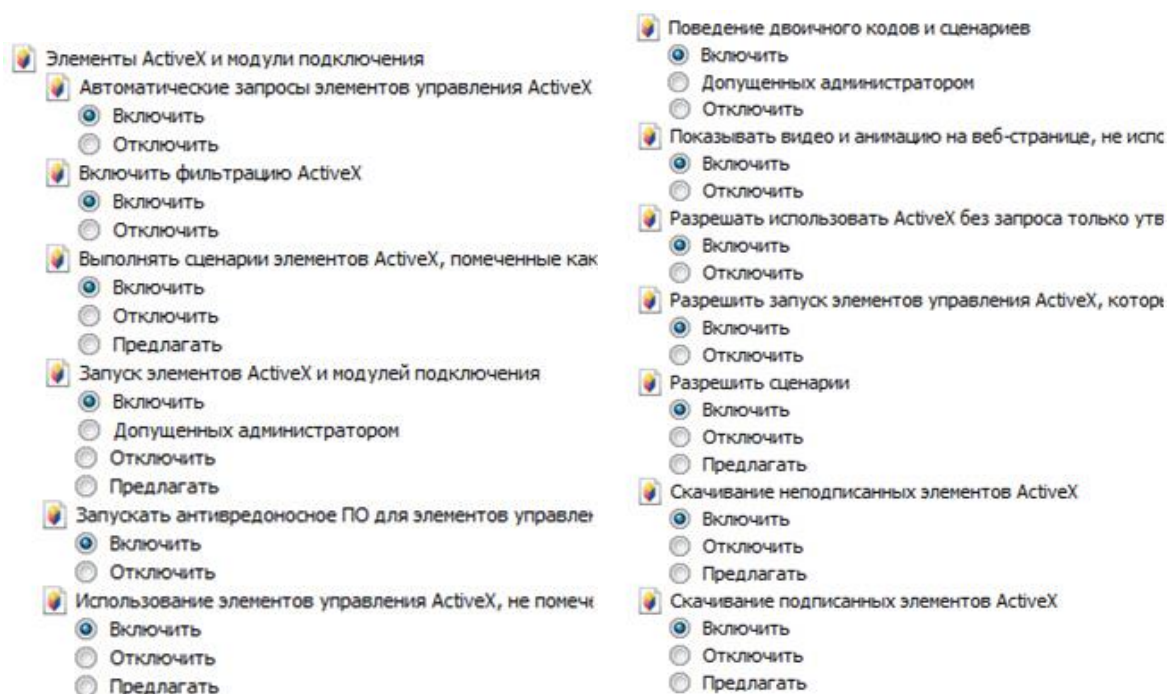 Элементы ActiveX и модули подключения
Автоматические запросы элементов управления ActiveX
Включить
Отключить
Включить фильтрацию ActiveX
Включить
Отключить
Выполнять сценарии элементов ActiveX, помеченные как
Включить
Отключить
Предлагать
Запуск элементов ActiveX и модулей подключения
Включить
Допущенных администратором
Отключить
Предлагать
Запускать антивредоносное ПО для элементов
Включить
Отключить
Использование элементов управления ActiveX, не
Включить
Отключить
Предлагать
Поведение двоичного кодов и сценариев
Включить
Допущенных администратором
Отключить
Показывать видео и анимацию на веб-странице, не
Включить
Отключить
Разрешать использовать ActiveX без запроса только
Включить
Отключить
Разрешить запуск элементов управления ActiveX,
Включить
Отключить
Разрешить сценарии
Включить
Отключить
Предлагать
Скачивание неподписанных элементов ActiveX
Включить
Отключить
Предлагать
Скачивание подписанных элементов ActiveX
Включить
Отключить
Предлагать